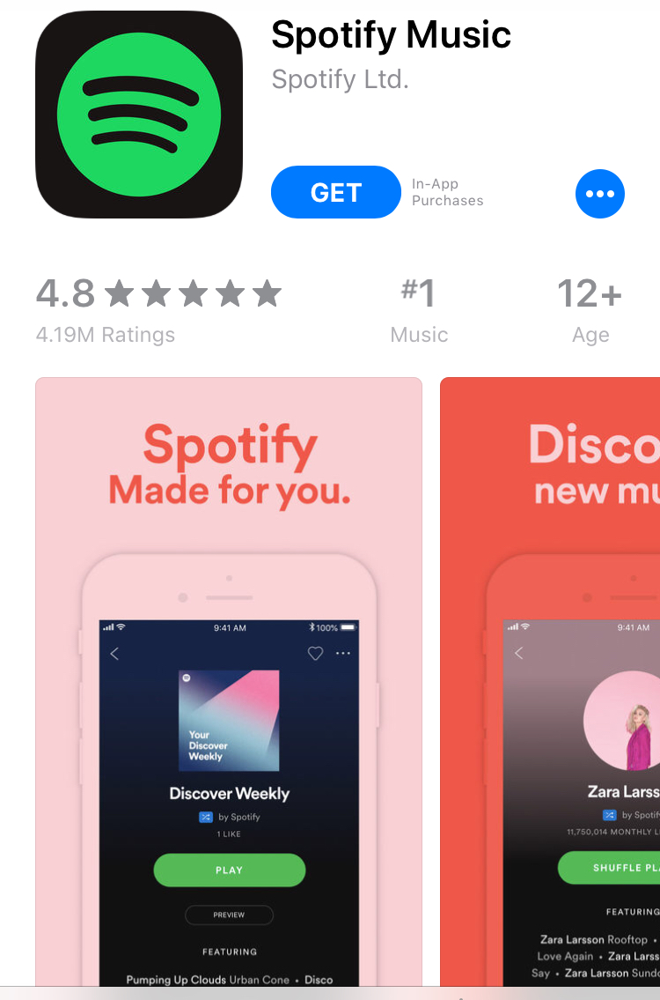 Spotify Music
Spotify Ltd.
GET
In-App
Purchases
4.8
4.19M Ratings
#1
Music
12+
Age
Spotify
Made for you.
9:41 AM
100%
Your
Discover
Weekly
Discover Weekly
by Spotify
1 LIKE
PLAY
PREVIEW
FEATURING
Pumping Up Clouds Urban Cone • Disco
Disco
new mu
9:41 AM
Zara Larss
by Spotify
11,750,014 MONTHLY L
SHUFFLE PLA
FEATURING
Zara Larsson Rooftop •
Love Again • Zara Larss
Say • Zara Larsson Sundo